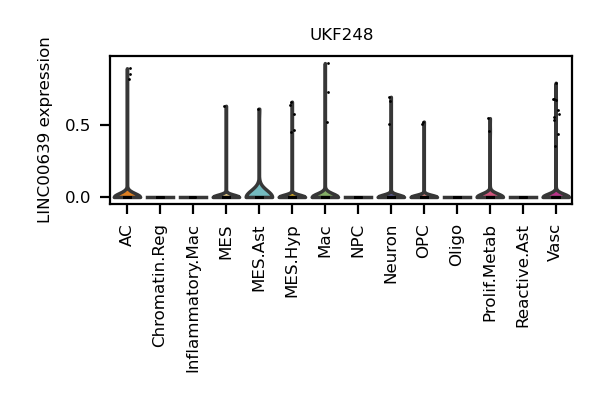 UKF248
LINC00639 expression
0.5
0.0
AC
Chromatin.Reg
Inflammatory.Mac
MES
MES.Ast
MES.Hyp
Mac
NPC
Neuron
OPC
Oligo
Prolif.Metab
Reactive.Ast
Vasc